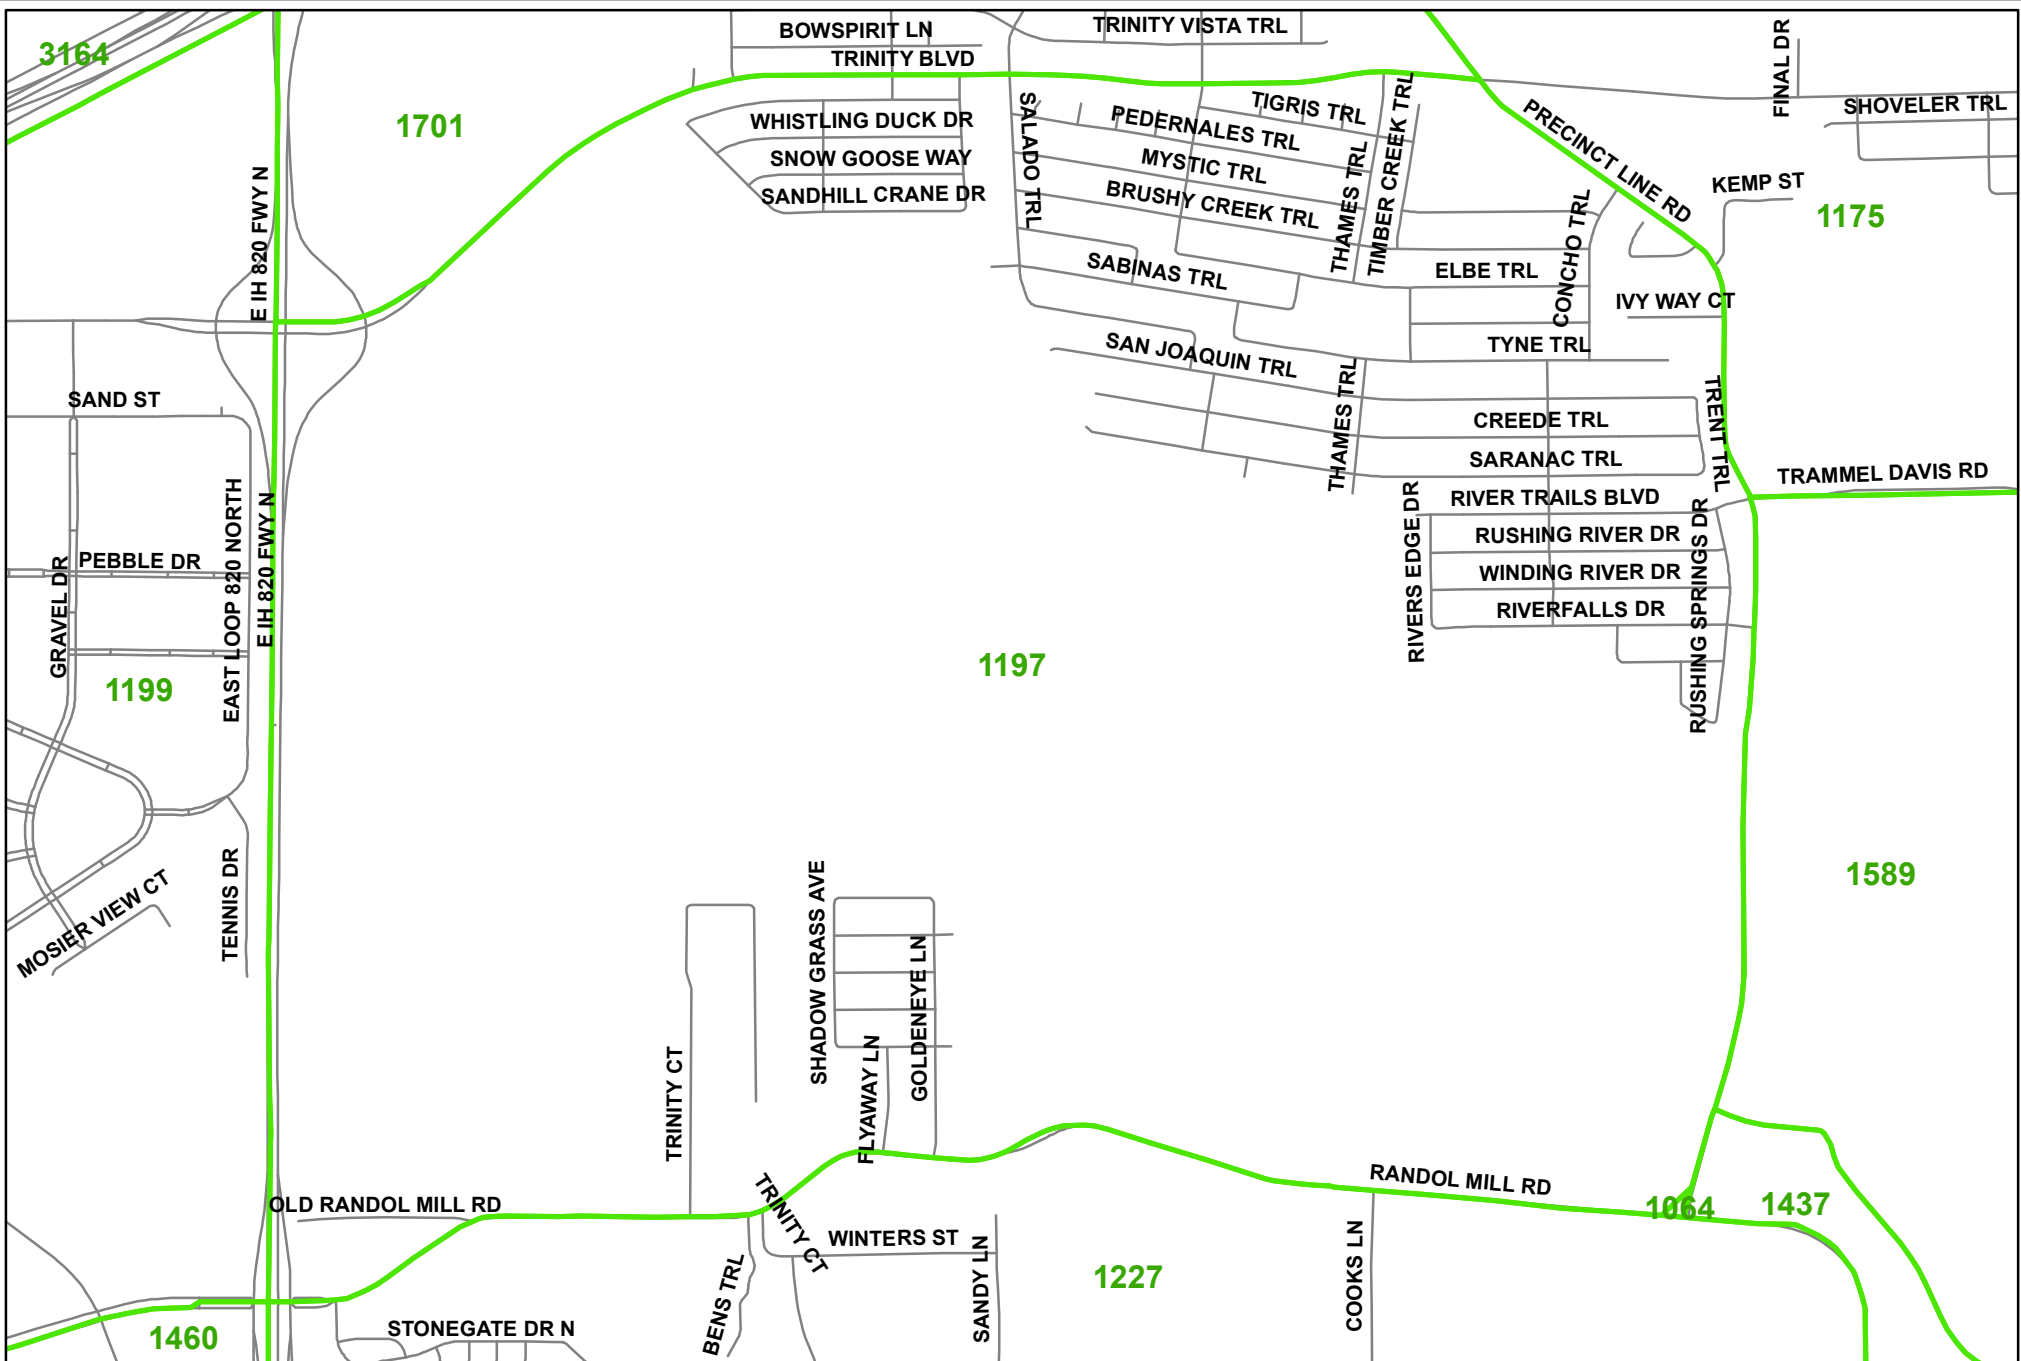 BOWSPIRIT LN
TRINITY VISTA TRL
FINAL DR
3164
TRINITY BLVD
1701
WHISTLING DUCK DR
SALADO TRL
TIGRIS TRL
PEDERNALES TRL
TIMBER CREEK TRL
PRECINCT LINE RD
SHOVELER TRL
SNOW GOOSE WAY
MYSTIC TRL
THAMES TRL
KEMP ST
SANDHILL CRANE DR
BRUSHY CREEK TRL
CONCHO TRL
1175
E IH 820 FWY N
SABINAS TRL
ELBE TRL
IVY WAY CT
SAN JOAQUIN TRL
TYNE TRL
SAND ST
THAMES TRL
CREEDE TRL
TRENT TRL
SARANAC TRL
TRAMMEL DAVIS RD
EAST LOOP 820 NORTH
E IH 820 FWY N
RIVERS EDGE DR
RIVER TRAILS BLVD
RUSHING SPRINGS DR
RUSHING RIVER DR
GRAVEL DR
PEBBLE DR
WINDING RIVER DR
RIVERFALLS DR
1197
1199
1589
MOSIER VIEW CT
TENNIS DR
SHADOW GRASS AVE
GOLDENEYE LN
TRINITY CT
FLYAWAY LN
OLD RANDOL MILL RD
TRINITY CT
RANDOL MILL RD
1064
1437
WINTERS ST
BENS TRL
SANDY LN
1227
COOKS LN
1460
STONEGATE DR N